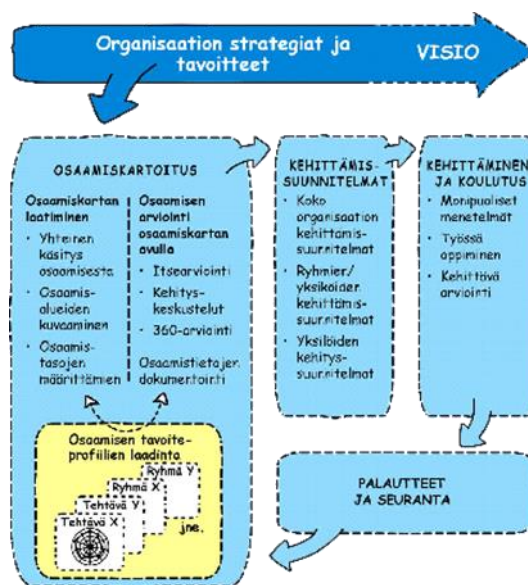 Organisaation strategiat ja
tavoitteet
VISIO
OSAAMISKARTOITUS
Osaamiskartan
laatiminen
• Yhteinen
käsitys
osaamisesta
• Osaamis-
alueiden
kuvaaminen
• Osaamis-
tasojen
määrittämien
Osaamisen
arviointi
osaamiskartan
avulla
• Itsearviointi
• Kehitys-
keskustelut
• 360-arviointi
Osaamistietojen
dokumentointi
Osaamisen tavoite-
profiilien laadinta
Ryhmä Y
Ryhmä X
Tehtävä Y
Tehtävä X
jne.
KEHITTÄMIS-
SUUNNITELMAT
• Koko
organisaation
kehittämis-
suunnitelmat
• Ryhmien/
yksiköiden
kehittämis-
suunnitelmat
• Yksilöiden
kehitys-
suunnitelmat
KEHITTÄMINEN
JA KOULUTUS
• Monipuoliset
menetelmät
• Työssä
oppiminen
• Kehittävä
arviointi
PALAUTTEET
JA SEURANTA